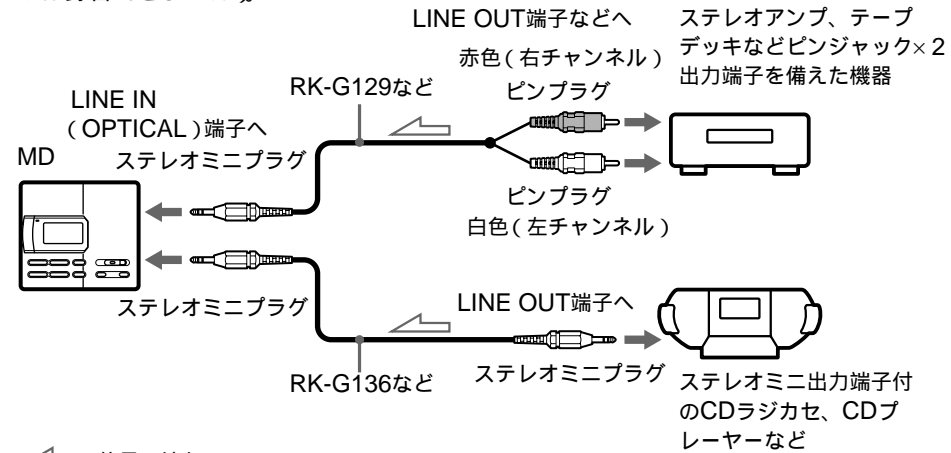 LINE OUT端子などへ
ステレオアンプ、テープ
デッキなどピンジャック×2
出力端子を備えた機器
赤色(右チャンネル)
ピンプラグ
RK-G129など
LINE IN
(OPTICAL)端子へ
MD
ステレオミニプラグ
ピンプラグ
白色(左チャンネル)
ステレオミニプラグ
LINE OUT端子へ
RK-G136など
ステレオミニプラグ
ステレオミニ出力端子付
のCDラジカセ、CDプ
レーヤーなど